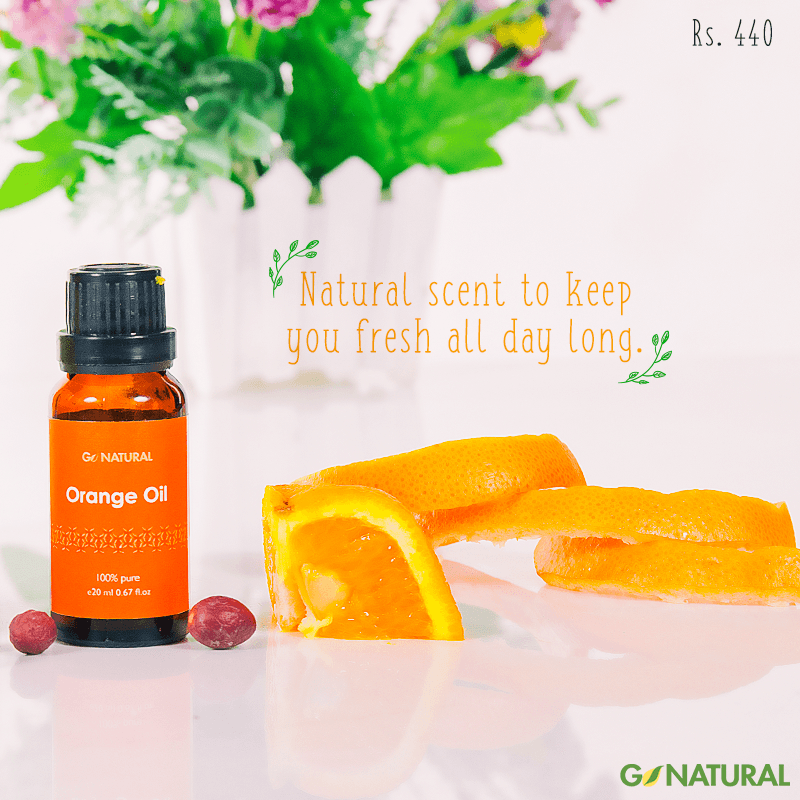 Rs. 440
Natural scent to keep
you fresh all day long.
Go NATURAL
Orange Oil
100% pure
e20 ml 0.67 fl.oz
GO NATURAL